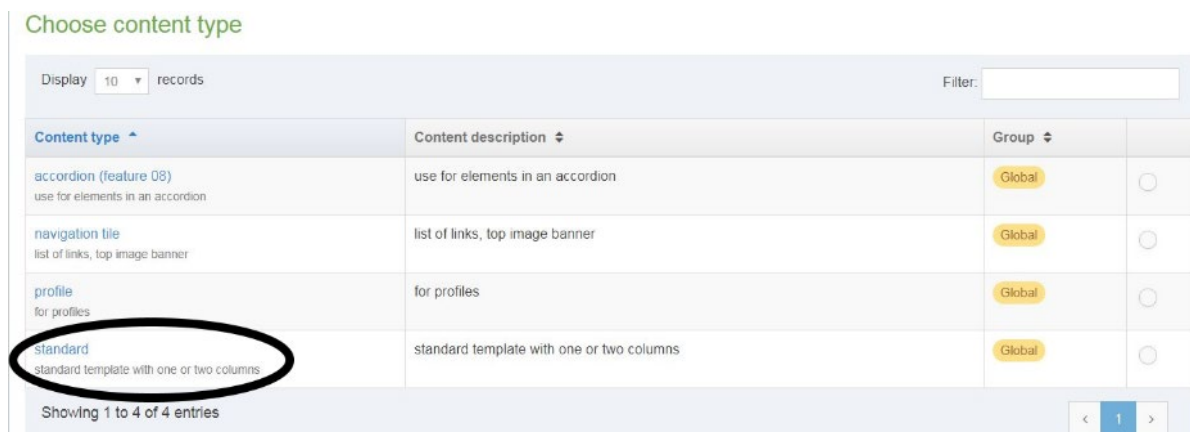 Choose content type
Display 10 records Filter:
Content type Content description Group
accordion (feature 08) use for elements in an accordion Global
use for elements in an accordion
navigation tile list of links, top image banner Global
list of links, top image banner
profile for profiles Global
for profiles
standard standard template with one or two columns Global
standard template with one or two columns
Showing 1 to 4 of 4 entries < 1 >